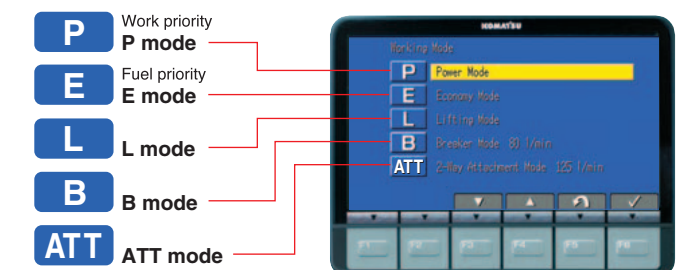 P Work priority
P mode
E Fuel priority
E mode
L L mode
B B mode
ATT ATT mode
KOMATSU
Working Mode
P Power Mode
E Economy Mode
L Lifting Mode
B Breaker Mode 80 l/min
ATT 2-Way Attachment Mode 125 l/min
F1 F2 F3 F4 F5 F6